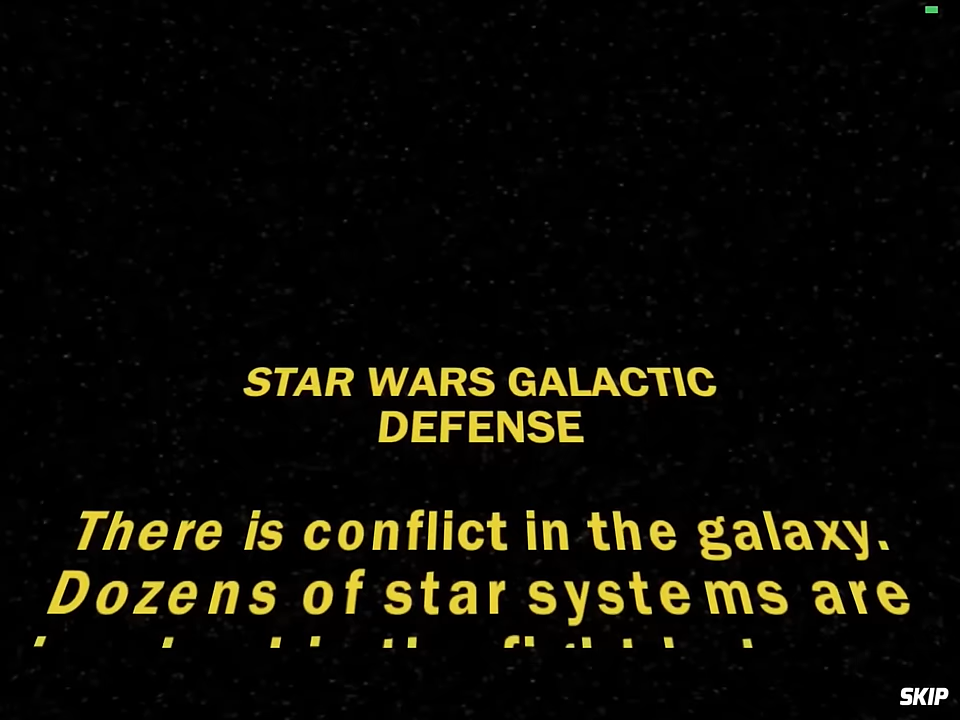 STAR WARS GALACTIC
DEFENSE
There is conflict in the galaxy.
Dozens of star systems are
SKIP